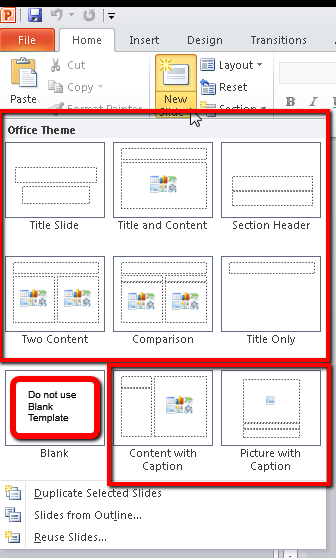 File Home Insert Design Transitions
Paste
Cut
Copy
Format Painter
New
Slide
Layout
Reset
Section
B I
Office Theme
Title Slide Title and Content Section Header
Two Content Comparison Title Only
Do not use
Blank
Template
Blank
Content with
Caption
Picture with
Caption
Duplicate Selected Slides
Slides from Outline...
Reuse Slides...